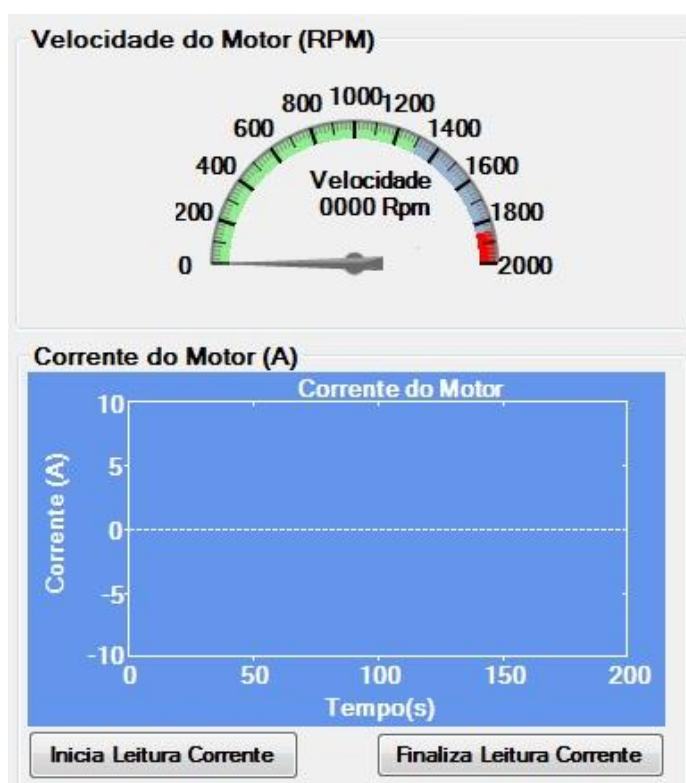 Velocidade do Motor (RPM)
0
200
400
600
800
1000
1200
1400
1600
1800
2000
Velocidade
0000 Rpm
Corrente do Motor (A)
Corrente do Motor
Corrente (A)
10
5
0
-5
-10
0 50 100 150 200
Tempo(s)
Inicia Leitura Corrente Finaliza Leitura Corrente